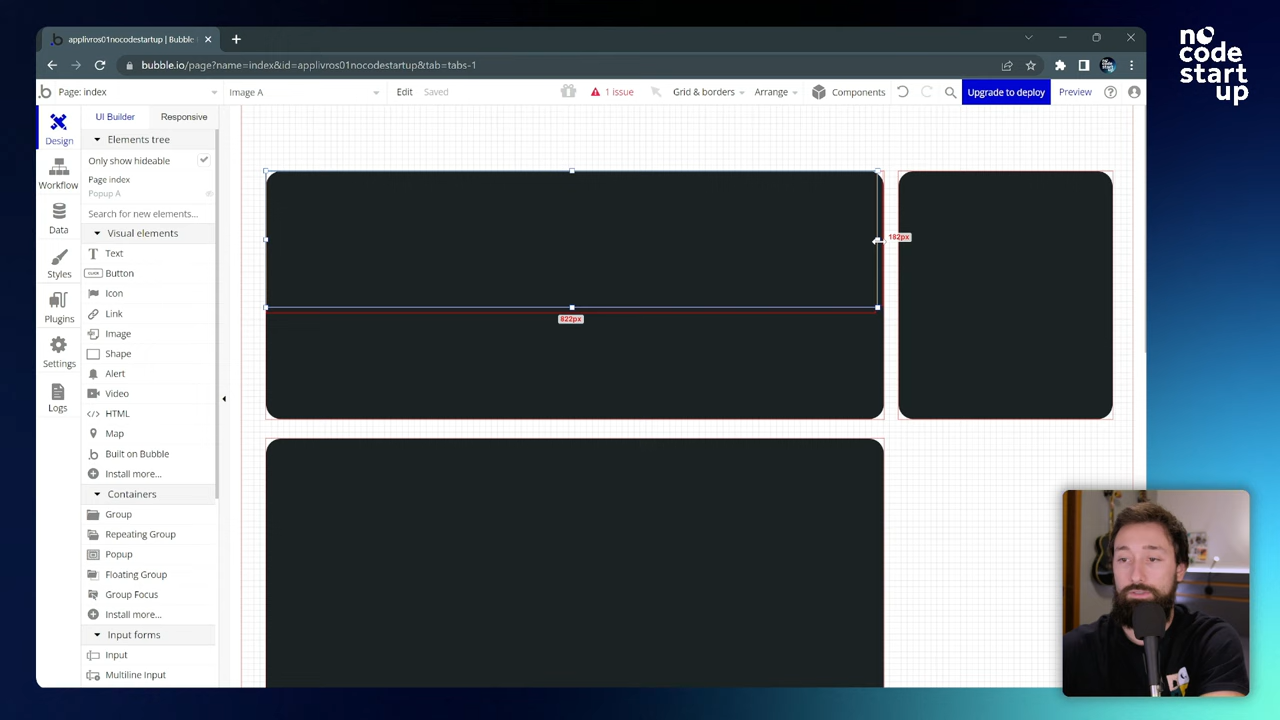 no
code
start
up
applivros01nocodestartup | Bubble
bubble.io/page?name=index&id=applivros01nocodestartup&tab=tabs-1
Page: index
Image A
Edit
Saved
1 issue
Grid & borders
Arrange
Components
Upgrade to deploy
Preview
Design
Workflow
Data
Styles
Plugins
Settings
Logs
UI Builder
Responsive
Elements tree
Only show hideable
Page index
Popup A
Search for new elements...
Visual elements
Text
CLICK
Button
Icon
Link
Image
Shape
Alert
Video
HTML
Map
Built on Bubble
Install more...
Containers
Group
Repeating Group
Popup
Floating Group
Group Focus
Install more...
Input forms
Input
Multiline Input
182px
822px